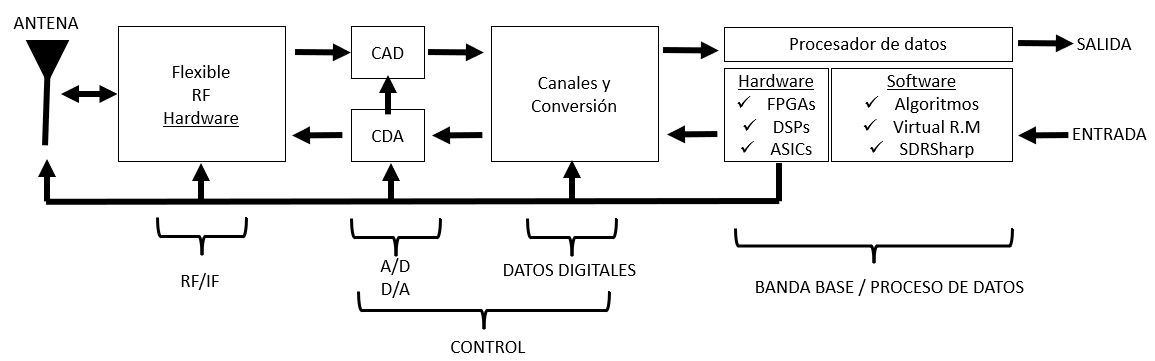 ANTENA
Flexible
RF
Hardware
CAD
CDA
Canales y
Conversión
Procesador de datos
Hardware
✓ FPGAs
✓ DSPs
✓ ASICs
Software
✓ Algoritmos
✓ Virtual R.M
✓ SDRSharp
SALIDA
ENTRADA
RF/IF
A/D
D/A
DATOS DIGITALES
BANDA BASE / PROCESO DE DATOS
CONTROL